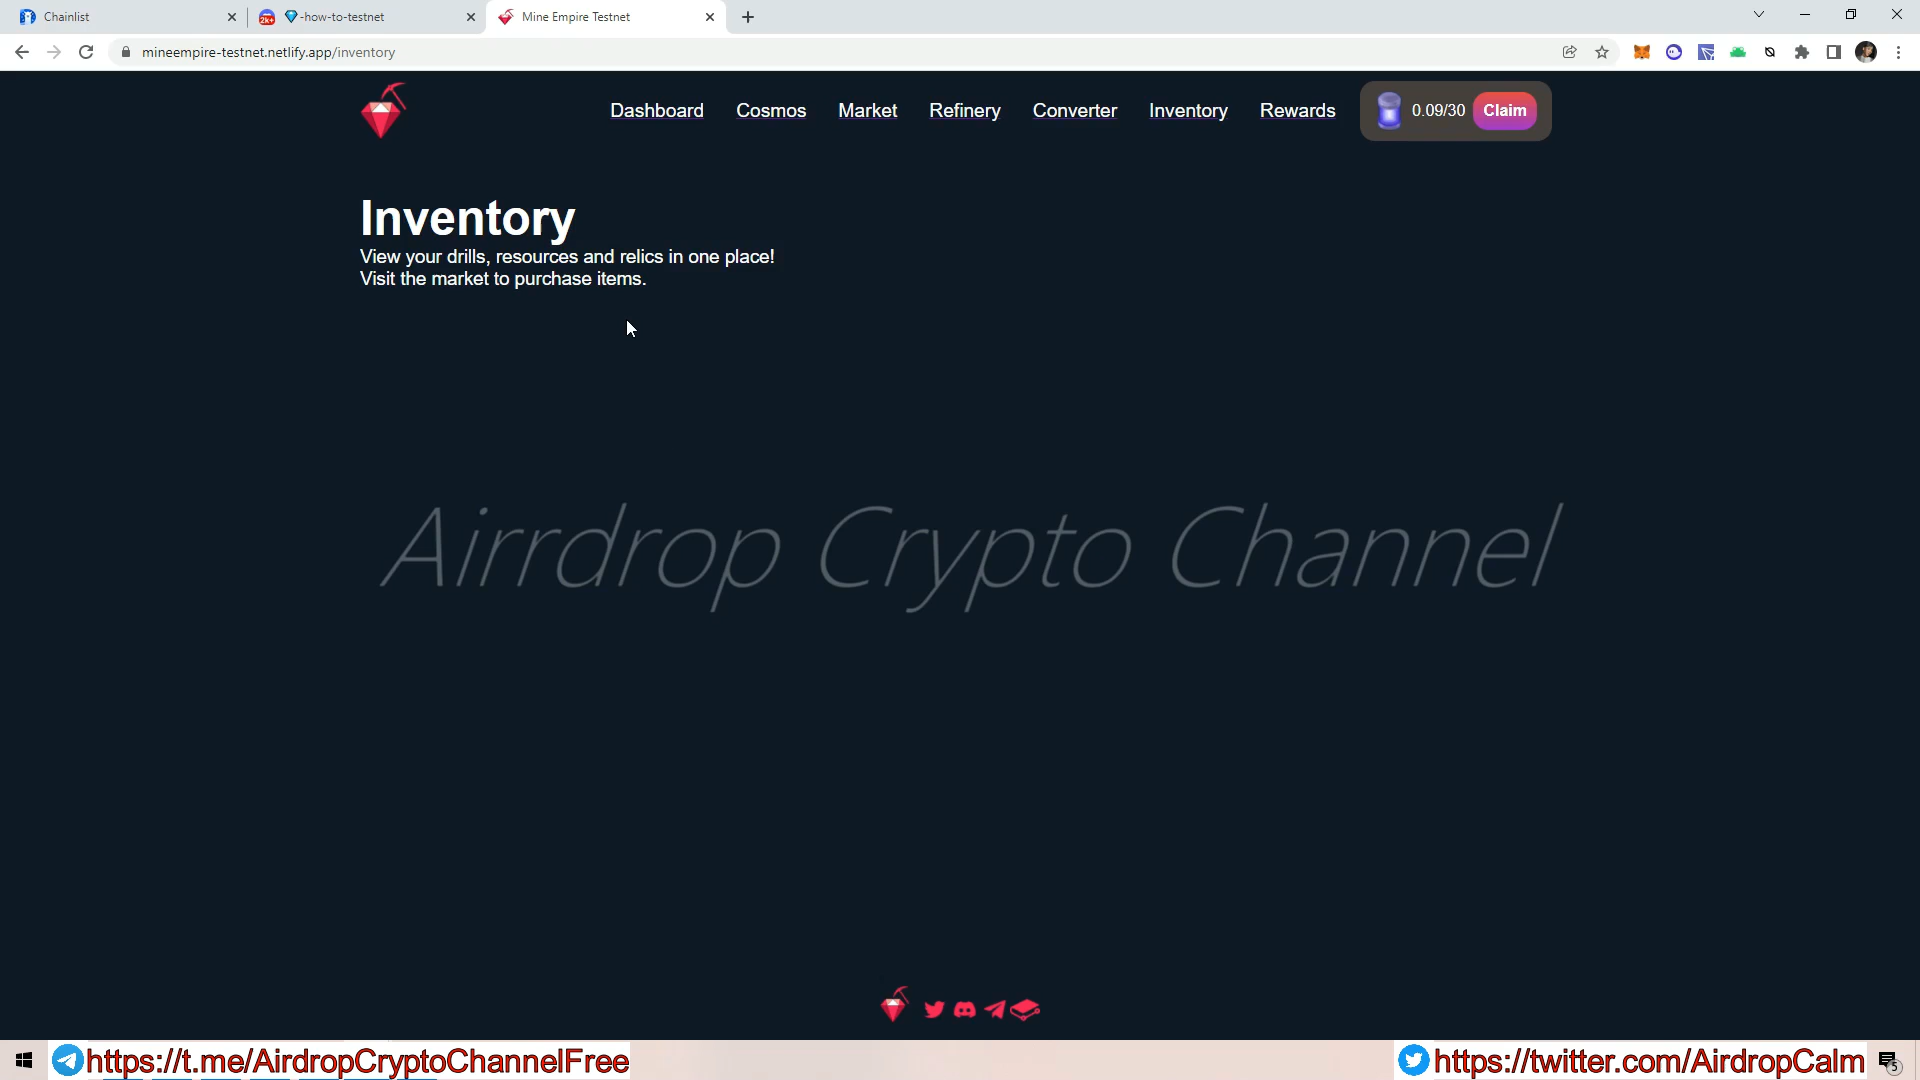 Chainlist
2k+
-how-to-testnet
Mine Empire Testnet
mineempire-testnet.netlify.app/inventory
Dashboard Cosmos Market Refinery Converter Inventory Rewards 0.09/30 Claim
Inventory
View your drills, resources and relics in one place!
Visit the market to purchase items.
Airrdrop Crypto Channel
https://t.me/AirdropCryptoChannelFree
https://twitter.com/AirdropCalm
5